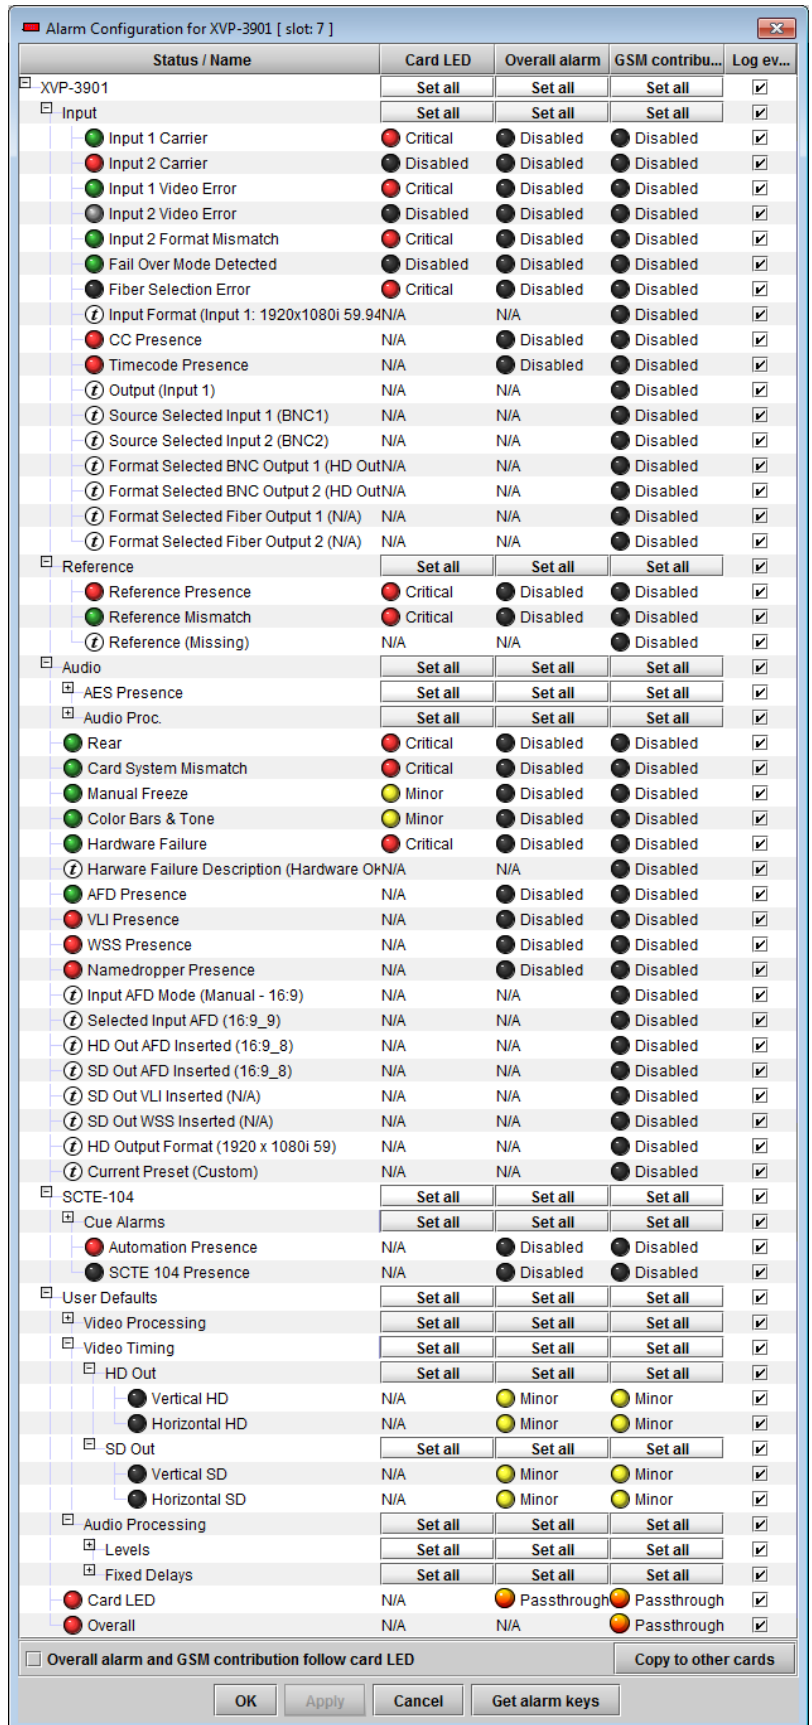 Alarm Configuration for XVP-3901 [ slot: 7 ]
Status / Name Card LED Overall alarm GSM contribu... Log ev...
XVP-3901 Set all Set all Set all
Input Set all Set all Set all
Input 1 Carrier Critical Disabled Disabled
Input 2 Carrier Disabled Disabled Disabled
Input 1 Video Error Critical Disabled Disabled
Input 2 Video Error Disabled Disabled Disabled
Input 2 Format Mismatch Critical Disabled Disabled
Fail Over Mode Detected Disabled Disabled Disabled
Fiber Selection Error Critical Disabled Disabled
t Input Format (Input 1: 1920x1080i 59.94 N/A N/A Disabled
CC Presence N/A Disabled Disabled
Timecode Presence N/A Disabled Disabled
t Output (Input 1) N/A N/A Disabled
t Source Selected Input 1 (BNC1) N/A N/A Disabled
t Source Selected Input 2 (BNC2) N/A N/A Disabled
t Format Selected BNC Output 1 (HD Out N/A N/A Disabled
t Format Selected BNC Output 2 (HD Out N/A N/A Disabled
t Format Selected Fiber Output 1 (N/A) N/A N/A Disabled
t Format Selected Fiber Output 2 (N/A) N/A N/A Disabled
Reference Set all Set all Set all
Reference Presence Critical Disabled Disabled
Reference Mismatch Critical Disabled Disabled
t Reference (Missing) N/A N/A Disabled
Audio Set all Set all Set all
AES Presence Set all Set all Set all
Audio Proc. Set all Set all Set all
Rear Critical Disabled Disabled
Card System Mismatch Critical Disabled Disabled
Manual Freeze Minor Disabled Disabled
Color Bars & Tone Minor Disabled Disabled
Hardware Failure Critical Disabled Disabled
t Harware Failure Description (Hardware OK N/A N/A Disabled
AFD Presence N/A Disabled Disabled
VLI Presence N/A Disabled Disabled
WSS Presence N/A Disabled Disabled
Namedropper Presence N/A Disabled Disabled
t Input AFD Mode (Manual - 16:9) N/A N/A Disabled
t Selected Input AFD (16:9_9) N/A N/A Disabled
t HD Out AFD Inserted (16:9_8) N/A N/A Disabled
t SD Out AFD Inserted (16:9_8) N/A N/A Disabled
t SD Out VLI Inserted (N/A) N/A N/A Disabled
t SD Out WSS Inserted (N/A) N/A N/A Disabled
t HD Output Format (1920 x 1080i 59) N/A N/A Disabled
t Current Preset (Custom) N/A N/A Disabled
SCTE-104 Set all Set all Set all
Cue Alarms Set all Set all Set all
Automation Presence N/A Disabled Disabled
SCTE 104 Presence N/A Disabled Disabled
User Defaults Set all Set all Set all
Video Processing Set all Set all Set all
Video Timing Set all Set all Set all
HD Out Set all Set all Set all
Vertical HD N/A Minor Minor
Horizontal HD N/A Minor Minor
SD Out Set all Set all Set all
Vertical SD N/A Minor Minor
Horizontal SD N/A Minor Minor
Audio Processing Set all Set all Set all
Levels Set all Set all Set all
Fixed Delays Set all Set all Set all
Card LED N/A Passthrough Passthrough
Overall N/A N/A Passthrough
Overall alarm and GSM contribution follow card LED Copy to other cards
OK Apply Cancel Get alarm keys